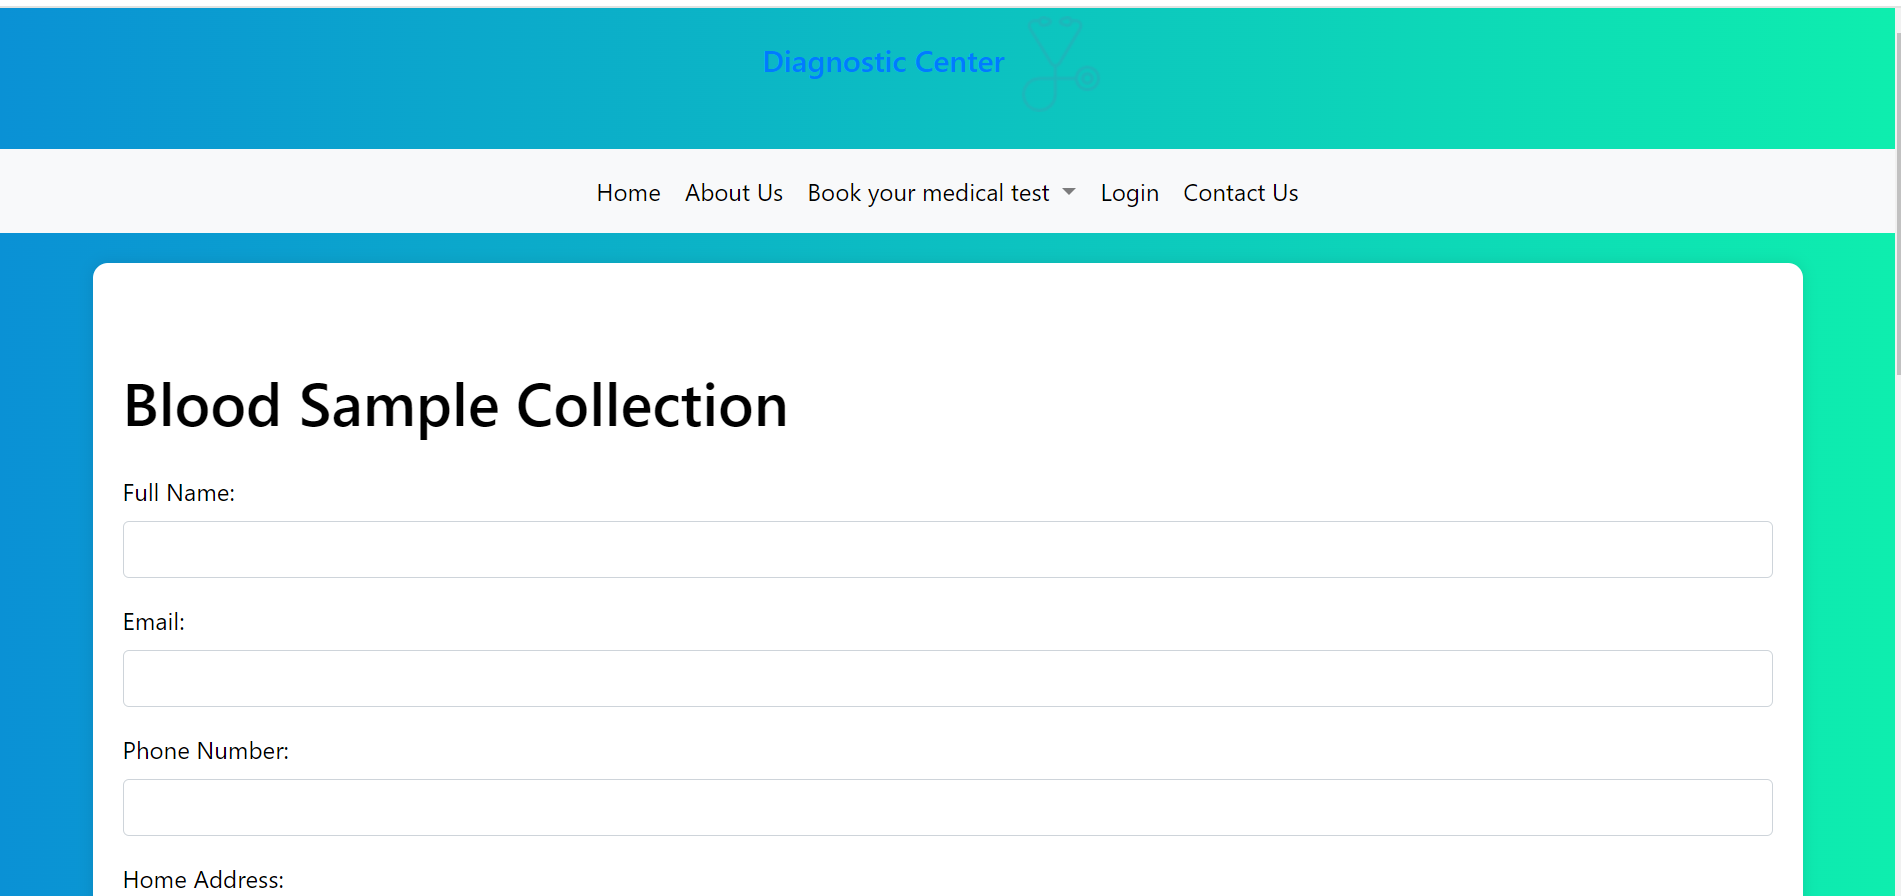 Diagnostic Center
Home About Us Book your medical test Login Contact Us
Blood Sample Collection
Full Name:
Email:
Phone Number:
Home Address: